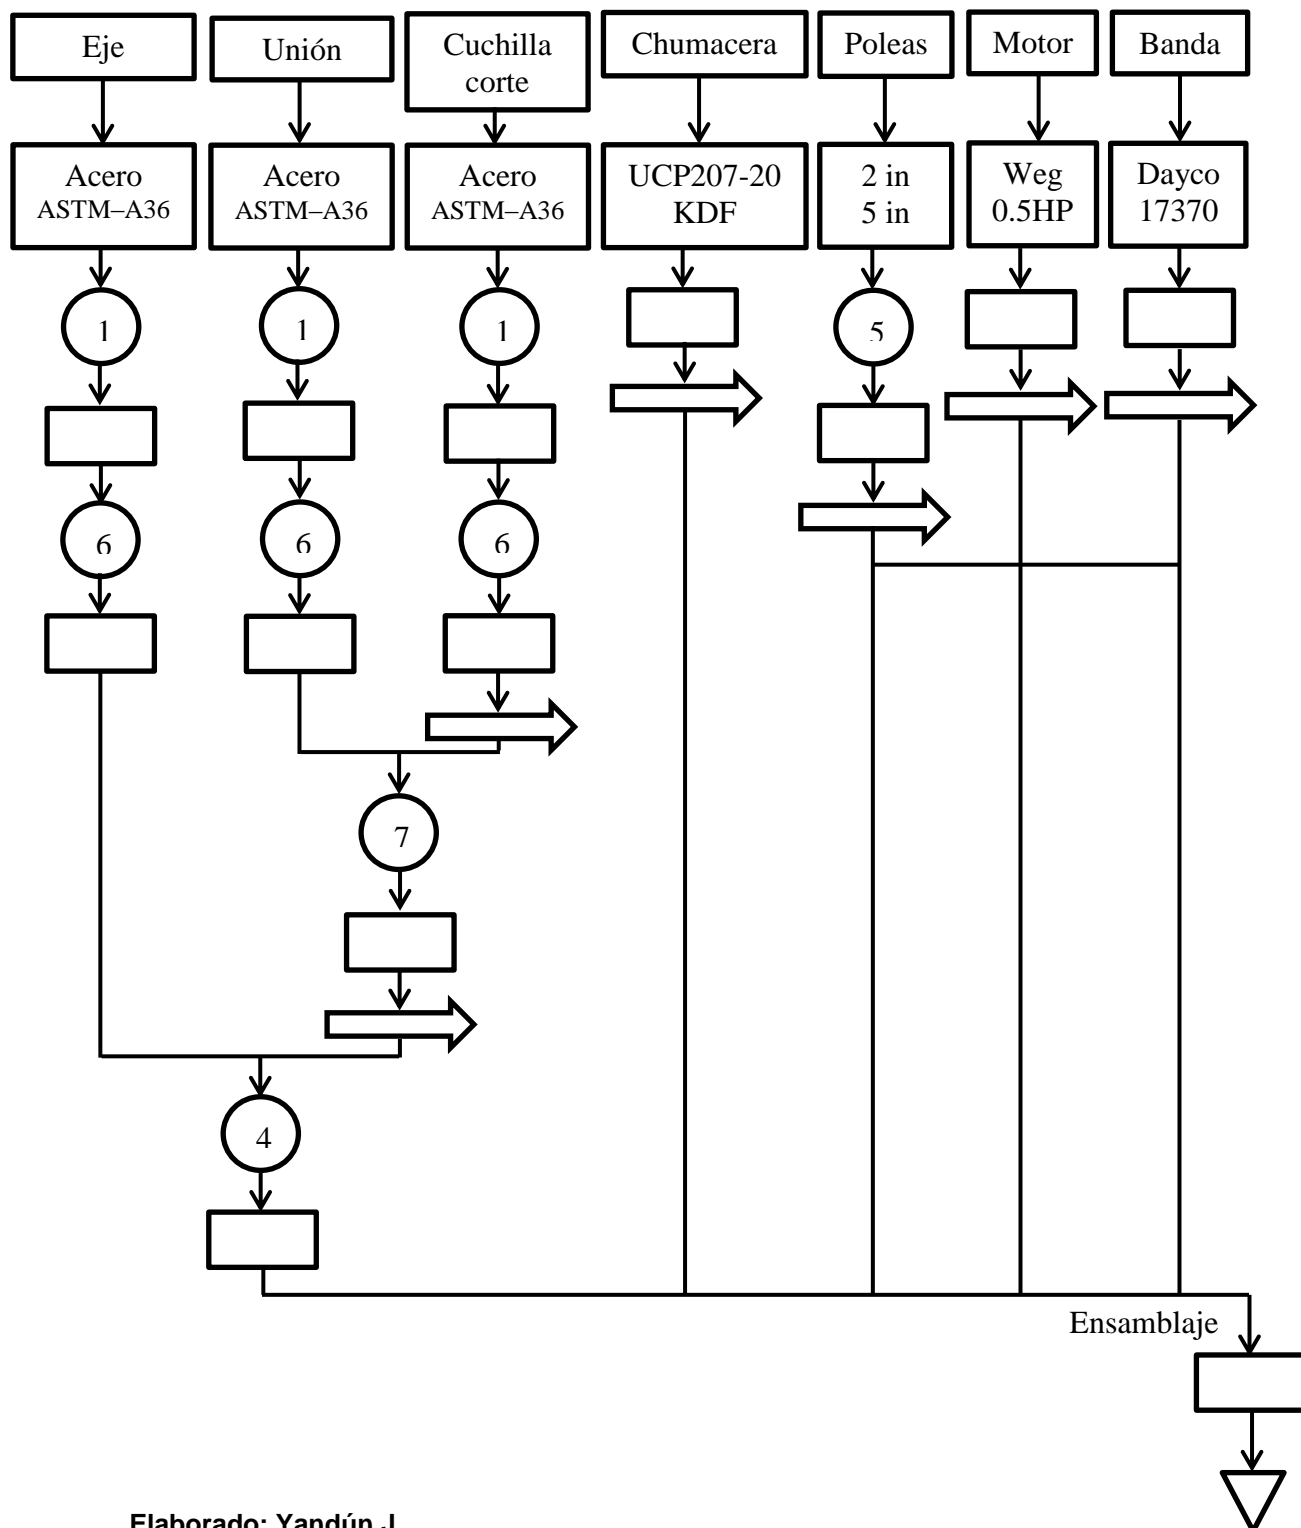 Eje
Unión
Cuchilla
corte
Chumacera
Poleas
Motor
Banda
Acero
ASTM–A36
Acero
ASTM–A36
Acero
ASTM–A36
UCP207-20
KDF
2 in
5 in
Weg
0.5HP
Dayco
17370
1
1
1
5
6
6
6
7
4
Ensamblaje
Elaborado: Yandún J.